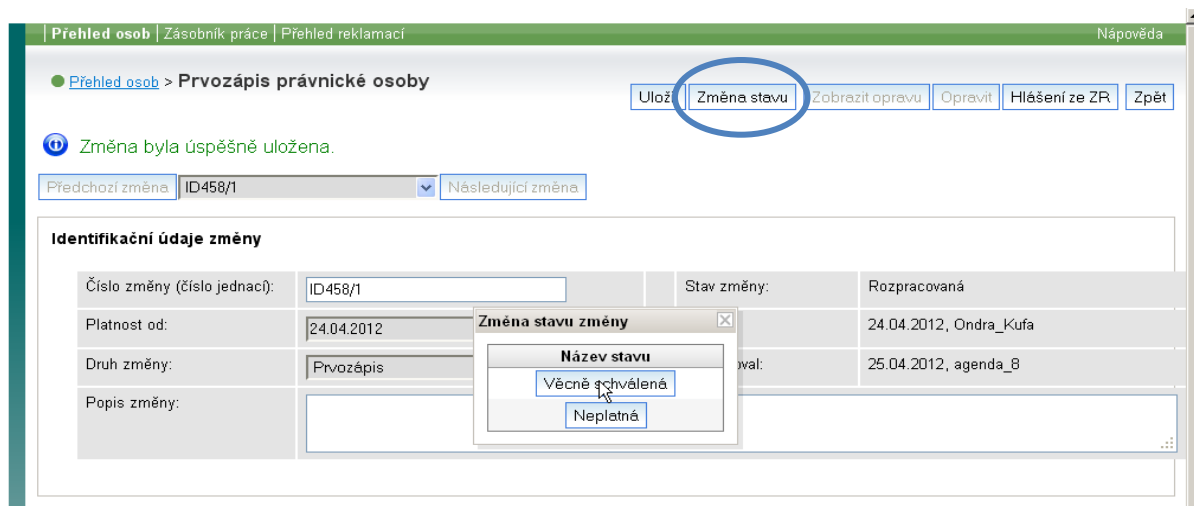 Přehled osob | Zásobník práce | Přehled reklamací Nápověda
Přehled osob > Prvozápis právnické osoby
Změna stavu Zobrazit opravu Opravit Hlášení ze ZR Zpět
Změna byla úspěšně uložena.
Předchozí změna ID458/1 Následující změna
Identifikační údaje změny
Číslo změny (číslo jednací): ID458/1 Stav změny: Rozpracovaná
Platnost od: 24.04.2012 24.04.2012, Ondra_Kufa
Druh změny: Prvozápis 25.04.2012, agenda_8
Popis změny:
Změna stavu změny
Název stavu
Věcně schválená
Neplatná